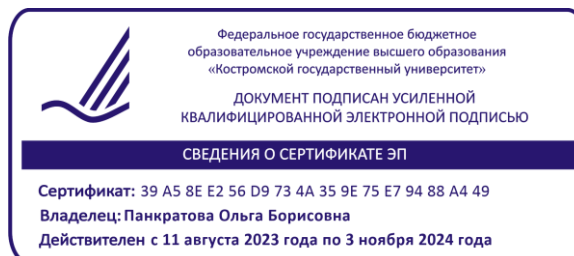 Федеральное государственное бюджетное
образовательное учреждение высшего образования
«Костромской государственный университет»
ДОКУМЕНТ ПОДПИСАН УСИЛЕННОЙ
КВАЛИФИЦИРОВАННОЙ ЭЛЕКТРОННОЙ ПОДПИСЬЮ
СВЕДЕНИЯ О СЕРТИФИКАТЕ ЭП
Сертификат: 39 A5 8E E2 56 D9 73 4A 35 9E 75 E7 94 88 A4 49
Владелец: Панкратова Ольга Борисовна
Действителен с 11 августа 2023 года по 3 ноября 2024 года